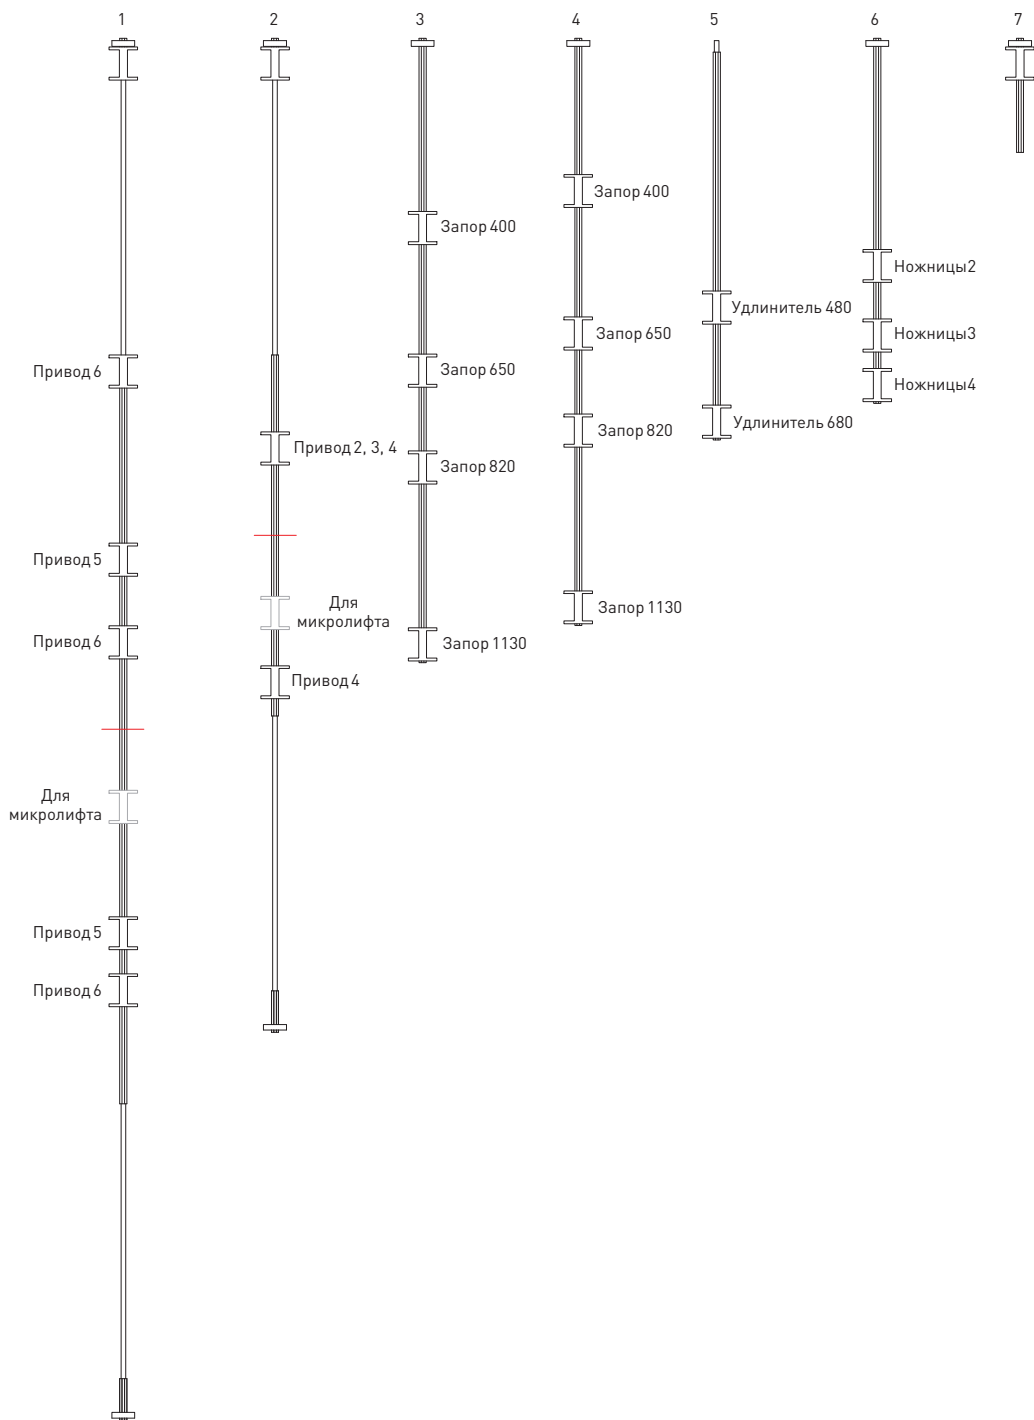 1
2
3
4
5
6
7
Привод 6
Привод 5
Привод 6
Для
микролифта
Привод 5
Привод 6
Привод 2, 3, 4
Для
микролифта
Привод 4
Запор 400
Запор 650
Запор 820
Запор 1130
Запор 400
Запор 650
Запор 820
Запор 1130
Удлинитель 480
Удлинитель 680
Ножницы2
Ножницы3
Ножницы4